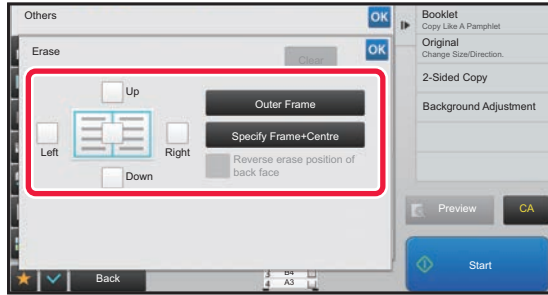 Others
OK
Erase
Clear
OK
Up
Left
Right
Down
Outer Frame
Specify Frame+Centre
Reverse erase position of
back face
Booklet
Copy Like A Pamphlet
Original
Change Size/Direction.
2-Sided Copy
Background Adjustment
Preview
CA
Start
Back
3 B4
4 A3